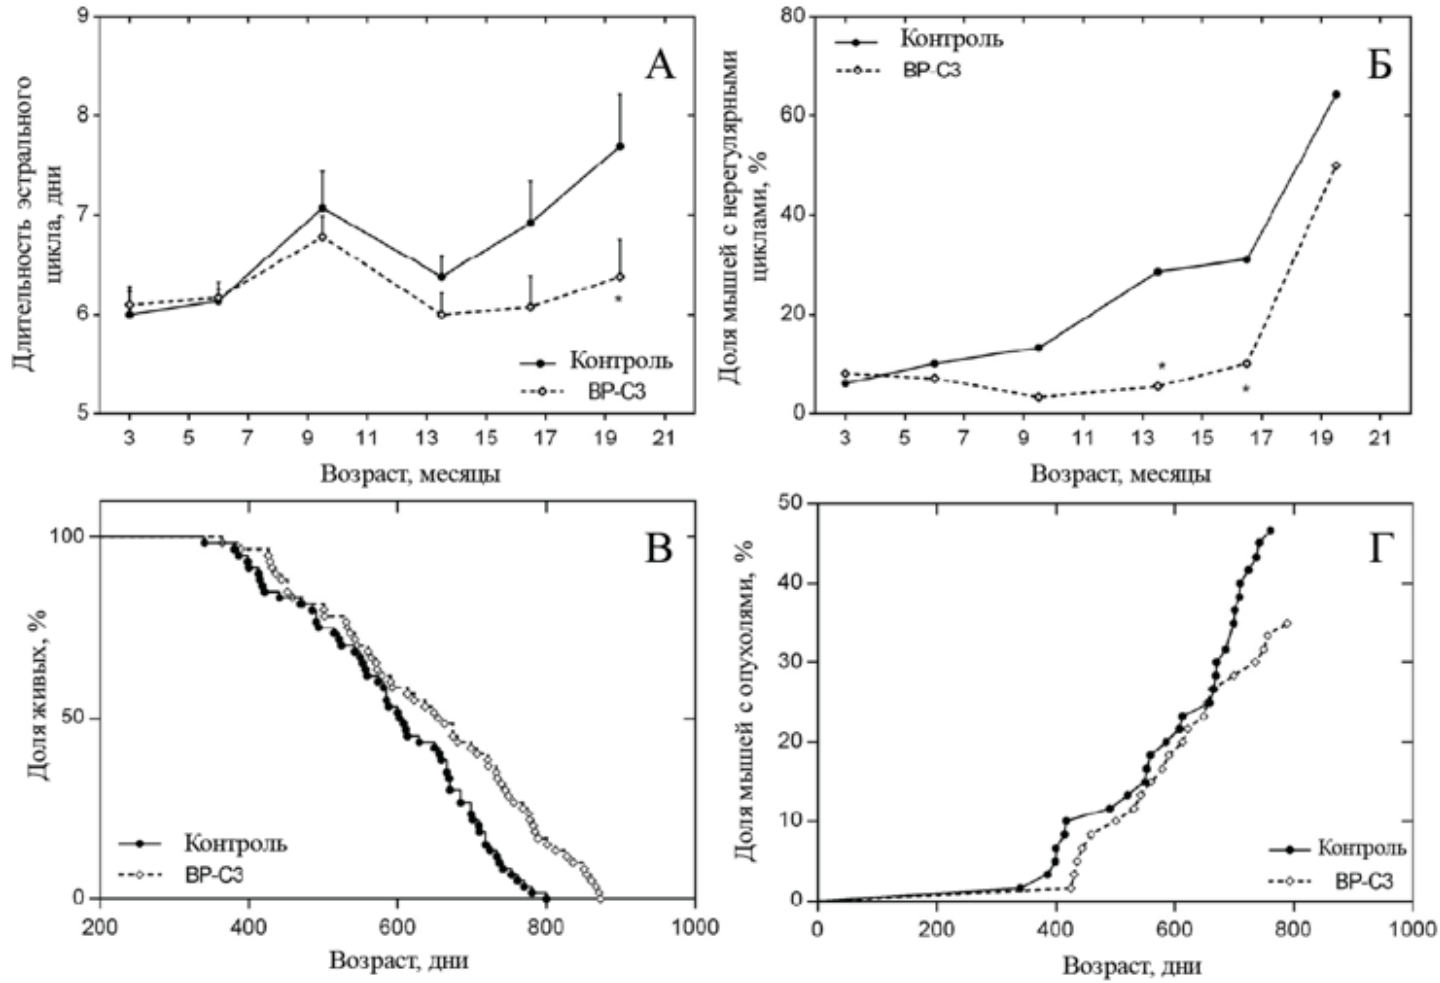 А
Длительность эстрального
цикла, дни
9
8
7
6
5
Контроль
BP-C3
*
3 5 7 9 11 13 15 17 19 21
Возраст, месяцы
Б
Доля мышей с нерегулярными
циклами, %
80
60
40
20
0
Контроль
BP-C3
*
*
3 5 7 9 11 13 15 17 19 21
Возраст, месяцы
В
Доля живых, %
100
50
0
Контроль
BP-C3
200 400 600 800 1000
Возраст, дни
Г
Доля мышей с опухолями, %
50
40
30
20
10
0
Контроль
BP-C3
0 200 400 600 800 1000
Возраст, дни